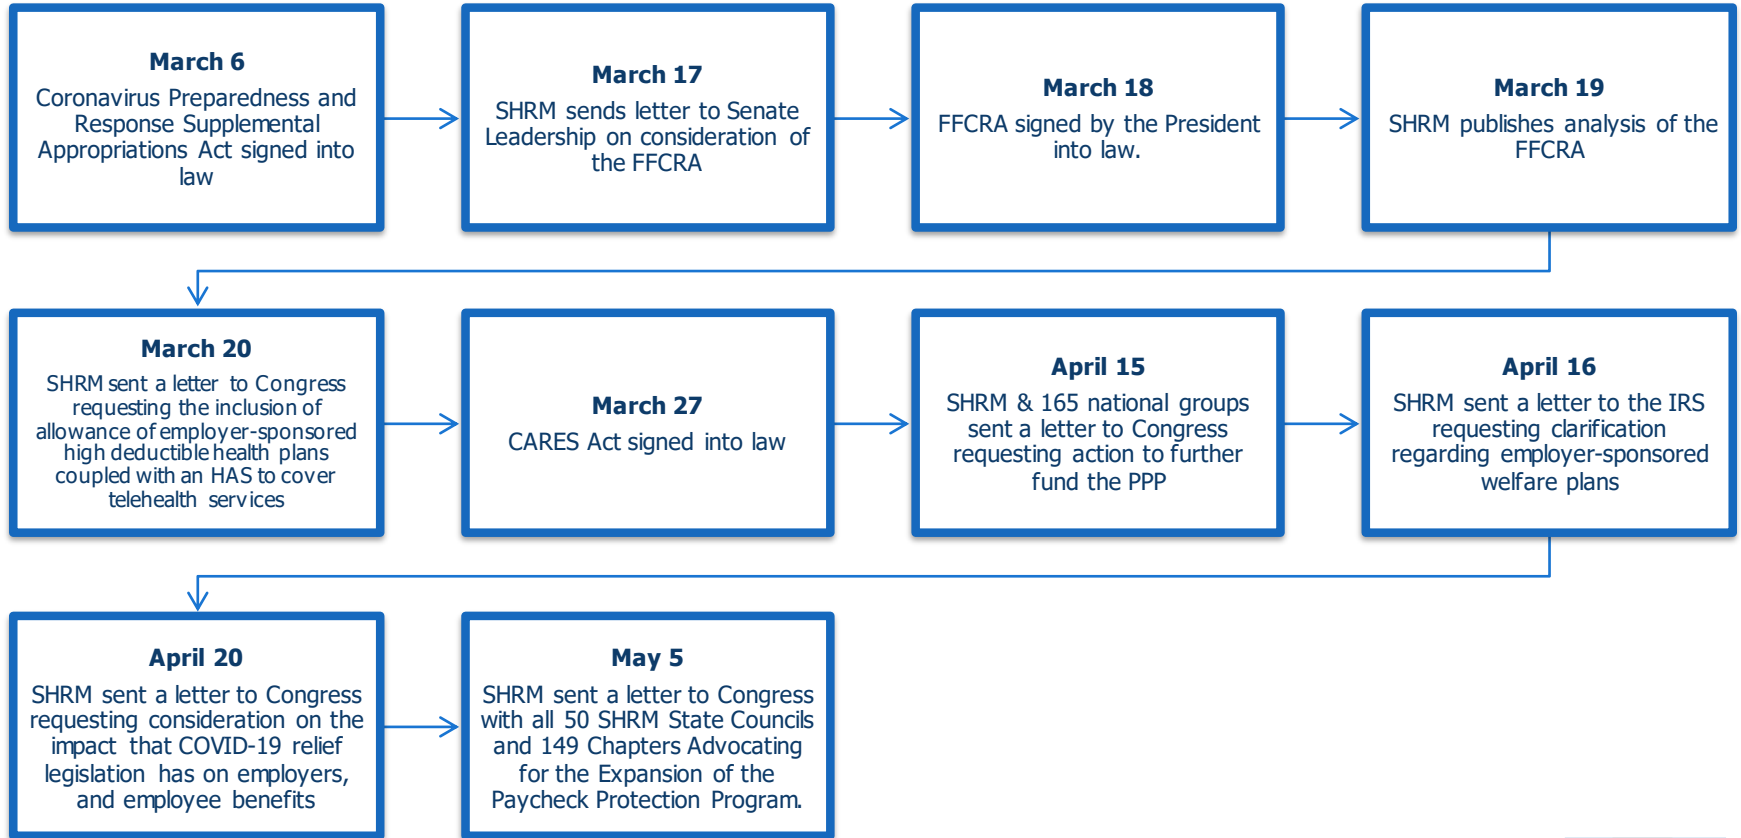 March 6
Coronavirus Preparedness and
Response Supplemental
Appropriations Act signed into
law
March 17
SHRM sends letter to Senate
Leadership on consideration of
the FFCRA
March 18
FFCRA signed by the President
into law.
March 19
SHRM publishes analysis of the
FFCRA
March 20
SHRM sent a letter to Congress
requesting the inclusion of
allowance of employer-sponsored
high deductible health plans
coupled with an HAS to cover
telehealth services
March 27
CARES Act signed into law
April 15
SHRM & 165 national groups
sent a letter to Congress
requesting action to further
fund the PPP
April 16
SHRM sent a letter to the IRS
requesting clarification
regarding employer-sponsored
welfare plans
April 20
SHRM sent a letter to Congress
requesting consideration on the
impact that COVID-19 relief
legislation has on employers,
and employee benefits
May 5
SHRM sent a letter to Congress
with all 50 SHRM State Councils
and 149 Chapters Advocating
for the Expansion of the
Paycheck Protection Program.